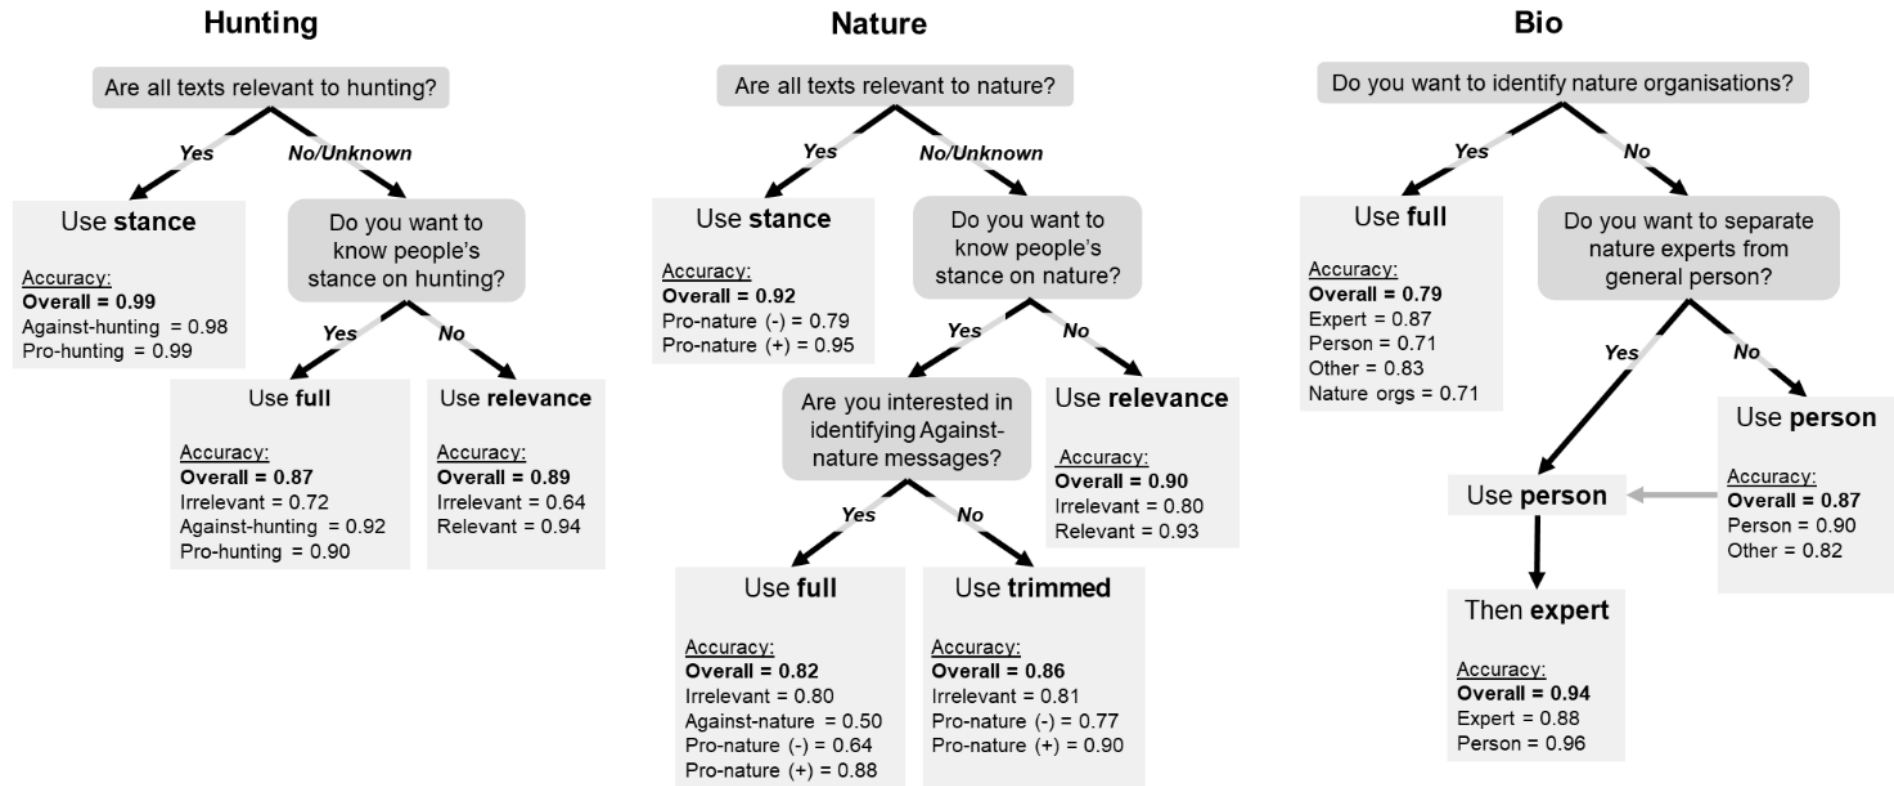 Hunting
Are all texts relevant to hunting?
Yes
No/Unknown
Use stance
Accuracy:
Overall = 0.99
Against-hunting = 0.98
Pro-hunting = 0.99
Do you want to
know people's
stance on hunting?
Yes
No
Use full
Accuracy:
Overall = 0.87
Irrelevant = 0.72
Against-hunting = 0.92
Pro-hunting = 0.90
Use relevance
Accuracy:
Overall = 0.89
Irrelevant = 0.64
Relevant = 0.94
Nature
Are all texts relevant to nature?
Yes
No/Unknown
Use stance
Accuracy:
Overall = 0.92
Pro-nature (-) = 0.79
Pro-nature (+) = 0.95
Do you want to
know people's
stance on nature?
Yes
No
Are you interested in
identifying Against-
nature messages?
Use relevance
Accuracy:
Overall = 0.90
Irrelevant = 0.80
Relevant = 0.93
Yes
No
Use full
Accuracy:
Overall = 0.82
Irrelevant = 0.80
Against-nature = 0.50
Pro-nature (-) = 0.64
Pro-nature (+) = 0.88
Use trimmed
Accuracy:
Overall = 0.86
Irrelevant = 0.81
Pro-nature (-) = 0.77
Pro-nature (+) = 0.90
Bio
Do you want to identify nature organisations?
Yes
No
Use full
Accuracy:
Overall = 0.79
Expert = 0.87
Person = 0.71
Other = 0.83
Nature orgs = 0.71
Do you want to separate
nature experts from
general person?
Yes
No
Use person
Accuracy:
Overall = 0.87
Person = 0.90
Other = 0.82
Use person
Then expert
Accuracy:
Overall = 0.94
Expert = 0.88
Person = 0.96